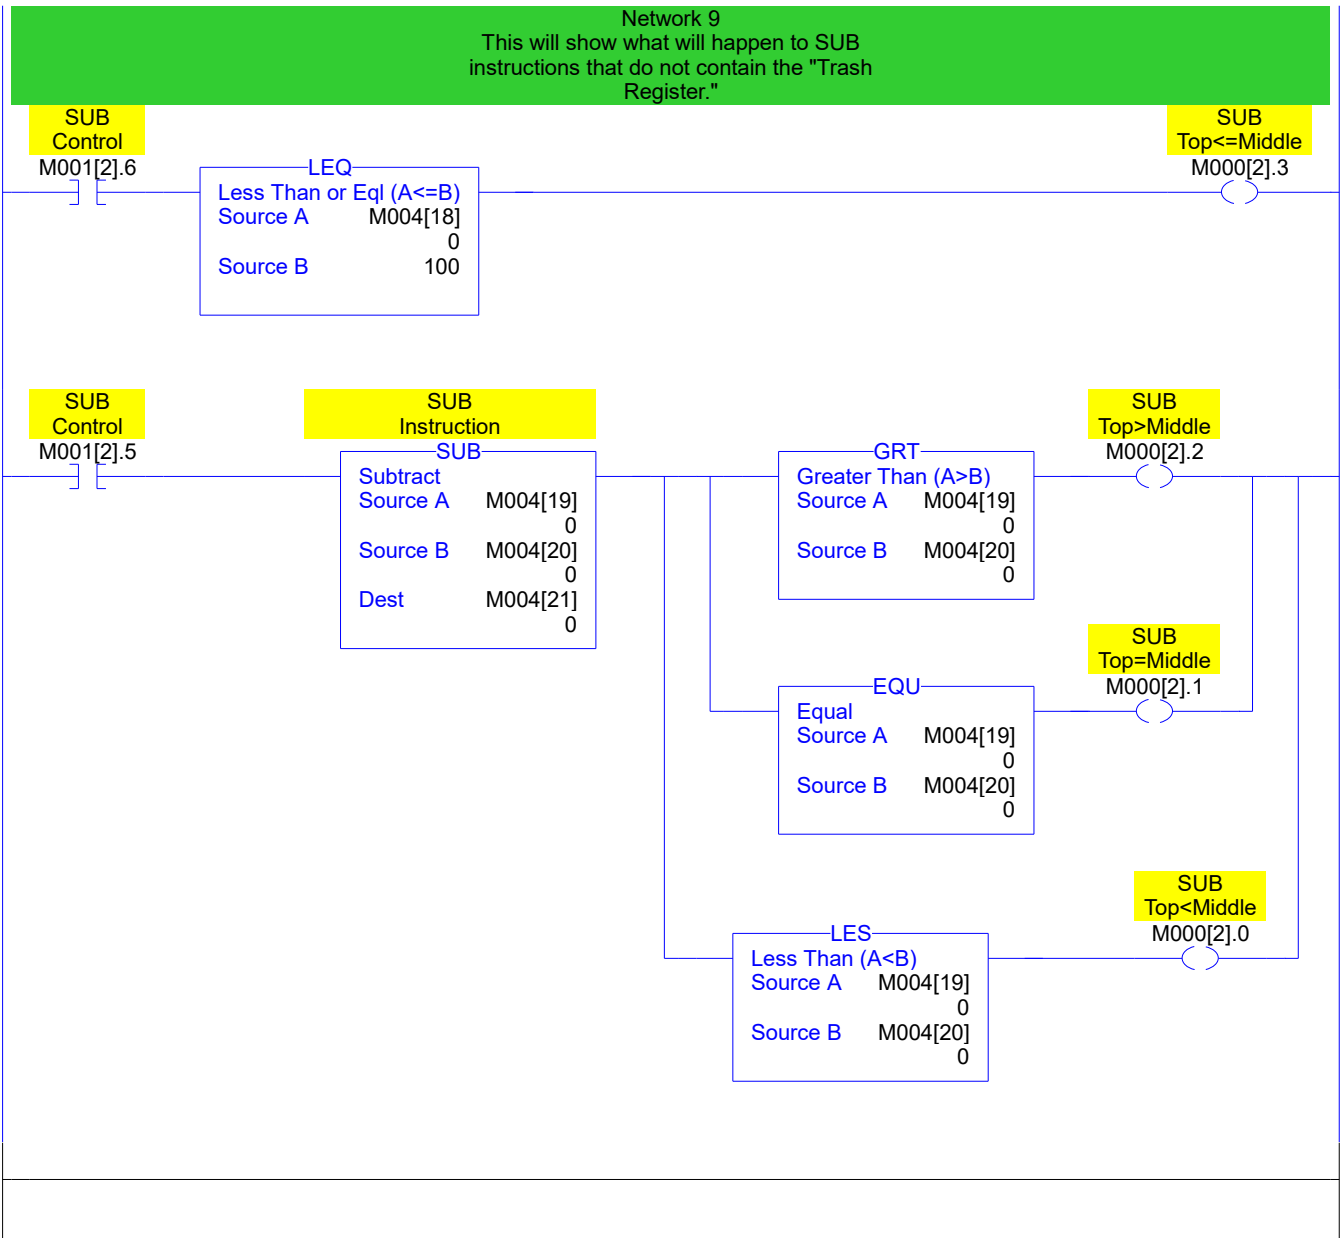 Network 9
This will show what will happen to SUB
instructions that do not contain the "Trash
Register."
SUB
Control
M001[2].6
SUB
Top<=Middle
M000[2].3
LEQ
Less Than or Eql (A<=B)
Source A M004[18]
0
Source B 100
SUB
Control
M001[2].5
SUB
Instruction
SUB
Subtract
Source A M004[19]
0
Source B M004[20]
0
Dest M004[21]
0
GRT
Greater Than (A>B)
Source A M004[19]
0
Source B M004[20]
0
SUB
Top>Middle
M000[2].2
EQU
Equal
Source A M004[19]
0
Source B M004[20]
0
SUB
Top=Middle
M000[2].1
LES
Less Than (A<B)
Source A M004[19]
0
Source B M004[20]
0
SUB
Top<Middle
M000[2].0